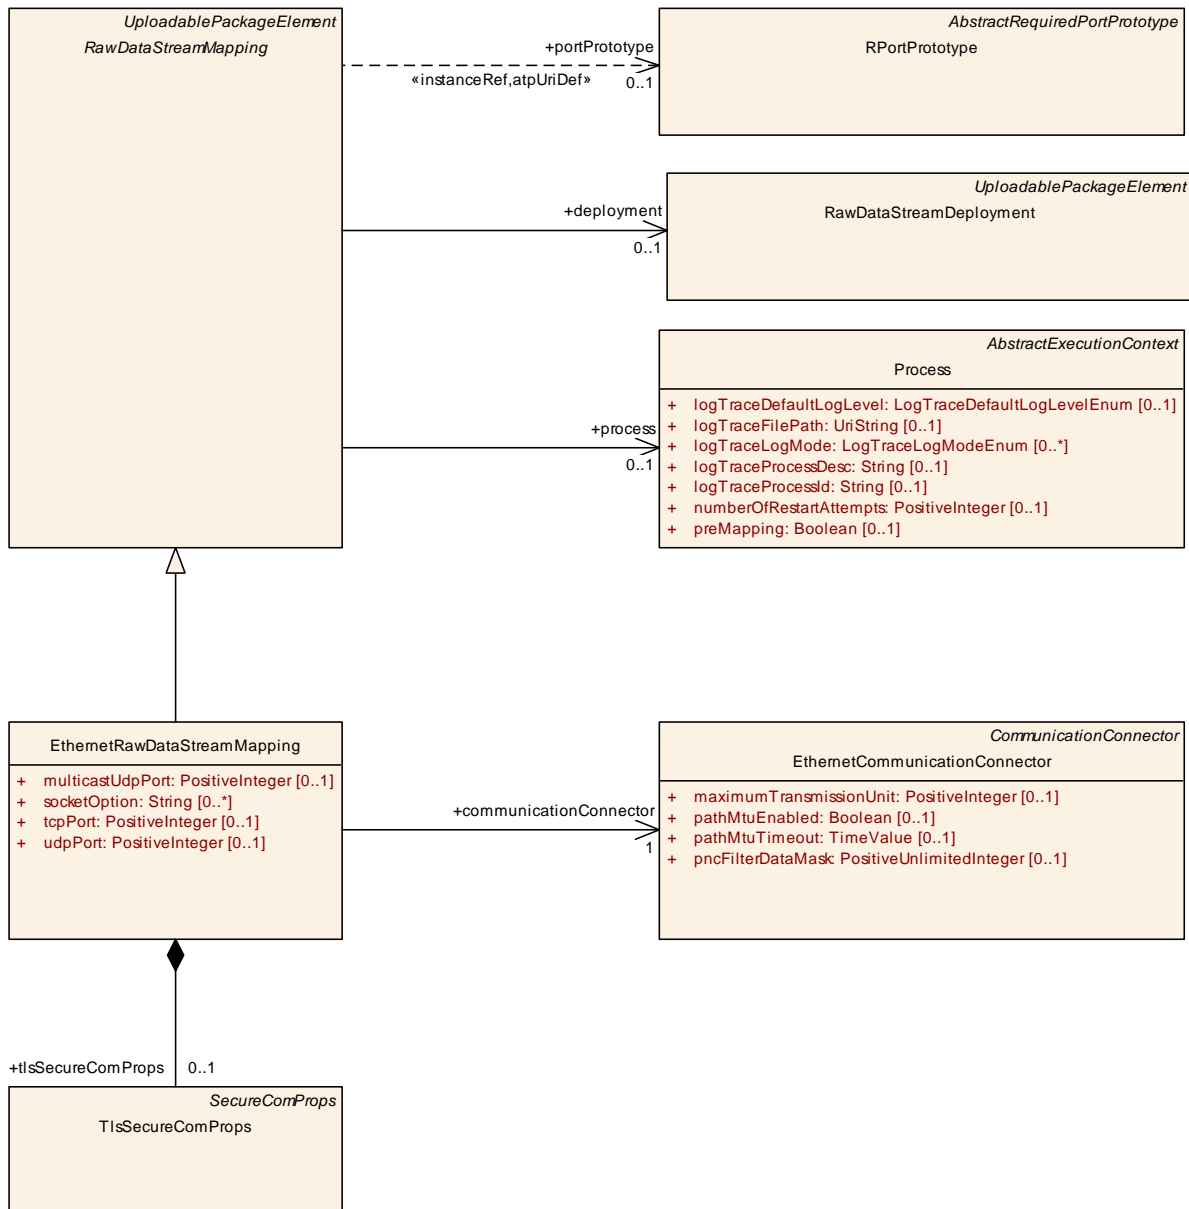 UploadablePackageElement
RawDataStreamMapping
+portPrototype
«instanceRef,atpUriDef»
0..1
AbstractRequiredPortPrototype
RPortPrototype
+deployment
0..1
UploadablePackageElement
RawDataStreamDeployment
+process
0..1
AbstractExecutionContext
Process
+ logTraceDefaultLogLevel: LogTraceDefaultLogLevelEnum [0..1]
+ logTraceFilePath: UriString [0..1]
+ logTraceLogMode: LogTraceLogModeEnum [0..*]
+ logTraceProcessDesc: String [0..1]
+ logTraceProcessId: String [0..1]
+ numberOfRestartAttempts: PositiveInteger [0..1]
+ preMapping: Boolean [0..1]
EthernetRawDataStreamMapping
+ multicastUdpPort: PositiveInteger [0..1]
+ socketOption: String [0..*]
+ tcpPort: PositiveInteger [0..1]
+ udpPort: PositiveInteger [0..1]
+communicationConnector
1
CommunicationConnector
EthernetCommunicationConnector
+ maximumTransmissionUnit: PositiveInteger [0..1]
+ pathMtuEnabled: Boolean [0..1]
+ pathMtuTimeout: TimeValue [0..1]
+ pncFilterDataMask: PositiveUnlimitedInteger [0..1]
+tlsSecureComProps 0..1
SecureComProps
TlsSecureComProps